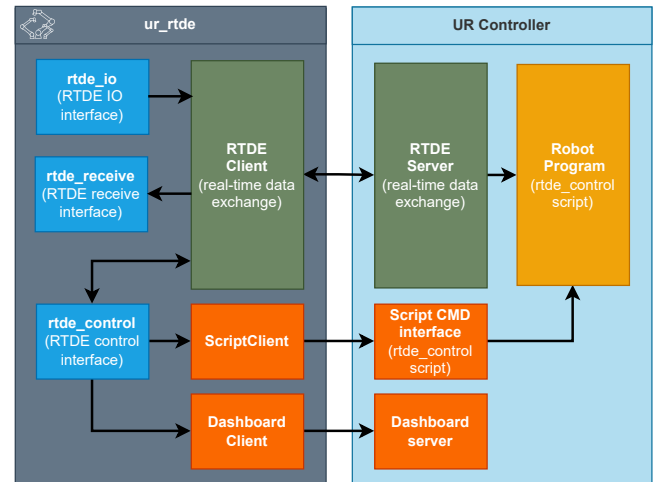 ur_rtde
UR Controller
rtde_io
(RTDE IO
interface)
rtde_receive
(RTDE receive
interface)
rtde_control
(RTDE control
interface)
RTDE
Client
(real-time data
exchange)
ScriptClient
Dashboard
Client
RTDE
Server
(real-time data
exchange)
Script CMD
interface
(rtde_control
script)
Dashboard
server
Robot
Program
(rtde_control
script)